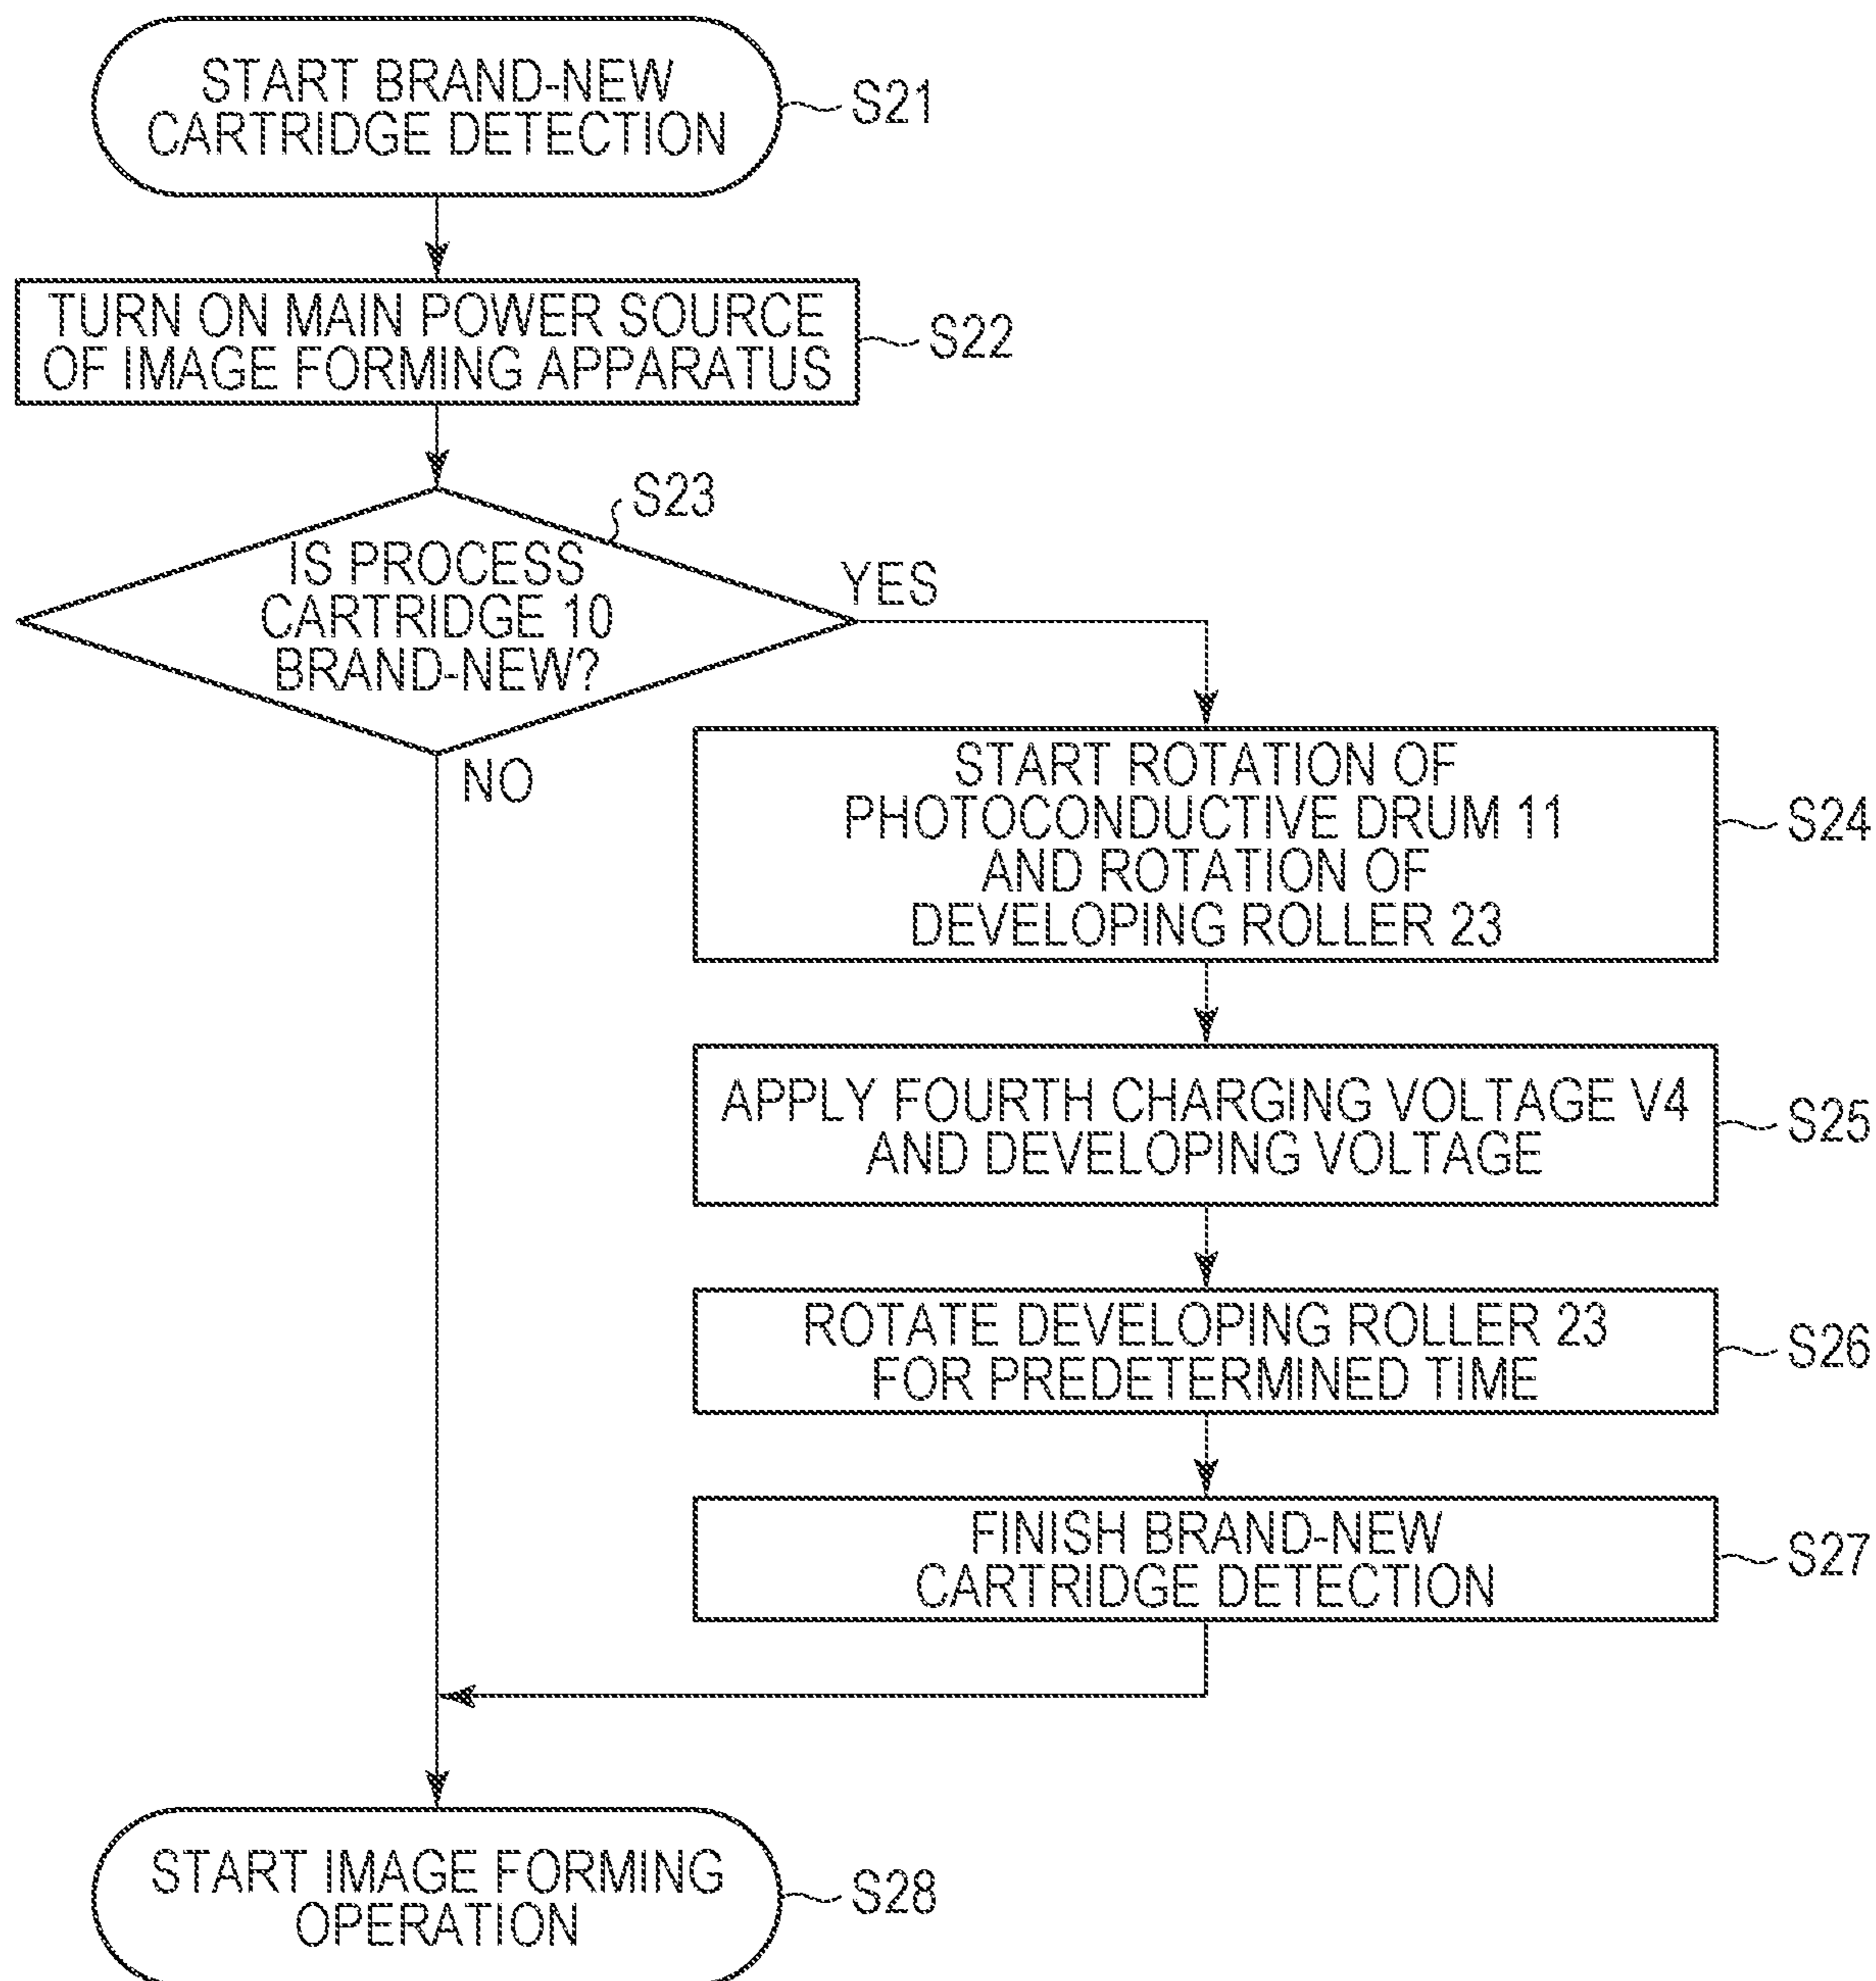 START BRAND-NEW
CARTRIDGE DETECTION
S21
TURN ON MAIN POWER SOURCE
OF IMAGE FORMING APPARATUS
S22
S23
IS PROCESS
CARTRIDGE 10
BRAND-NEW?
YES
NO
START ROTATION OF
PHOTOCONDUCTIVE DRUM 11
AND ROTATION OF
DEVELOPING ROLLER 23
S24
APPLY FOURTH CHARGING VOLTAGE V4
AND DEVELOPING VOLTAGE
S25
ROTATE DEVELOPING ROLLER 23
FOR PREDETERMINED TIME
S26
FINISH BRAND-NEW
CARTRIDGE DETECTION
S27
START IMAGE FORMING
OPERATION
S28